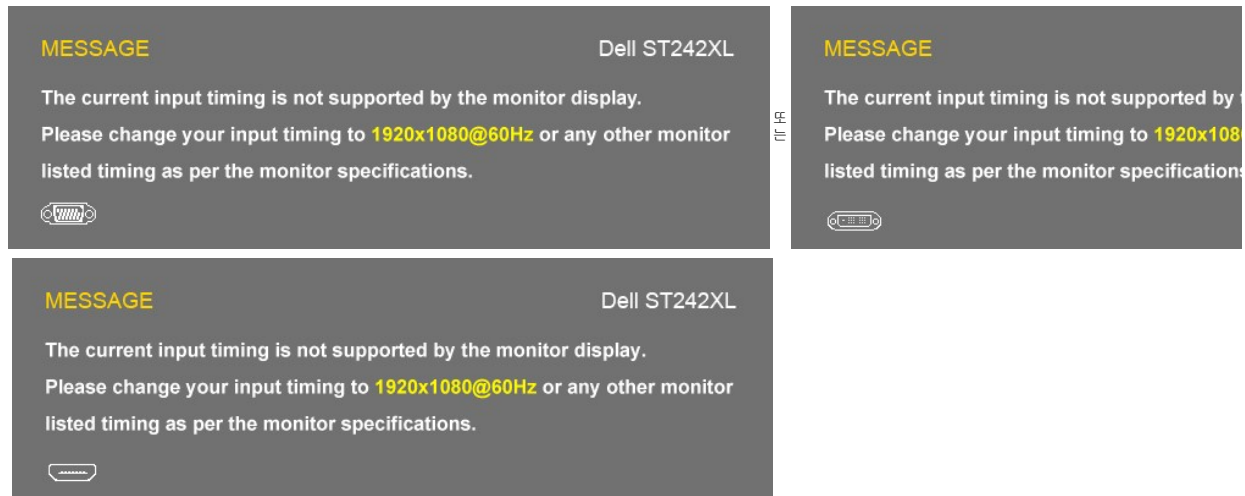 MESSAGE Dell ST242XL
The current input timing is not supported by the monitor display.
Please change your input timing to 1920x1080@60Hz or any other monitor
listed timing as per the monitor specifications.
또는
MESSAGE
The current input timing is not supported by
Please change your input timing to 1920x108
listed timing as per the monitor specifications
MESSAGE Dell ST242XL
The current input timing is not supported by the monitor display.
Please change your input timing to 1920x1080@60Hz or any other monitor
listed timing as per the monitor specifications.